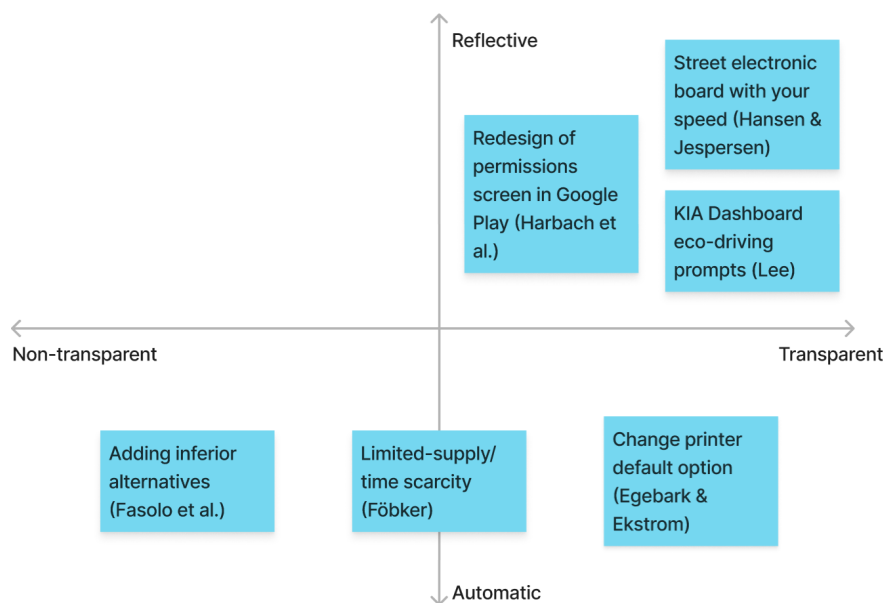 Reflective
Street electronic
board with your
speed (Hansen &
Jespersen)
Redesign of
permissions
screen in Google
Play (Harbach et
al.)
KIA Dashboard
eco-driving
prompts (Lee)
Non-transparent
Transparent
Adding inferior
alternatives
(Fasolo et al.)
Limited-supply/
time scarcity
(Föbker)
Change printer
default option
(Egebark &
Ekstrom)
Automatic